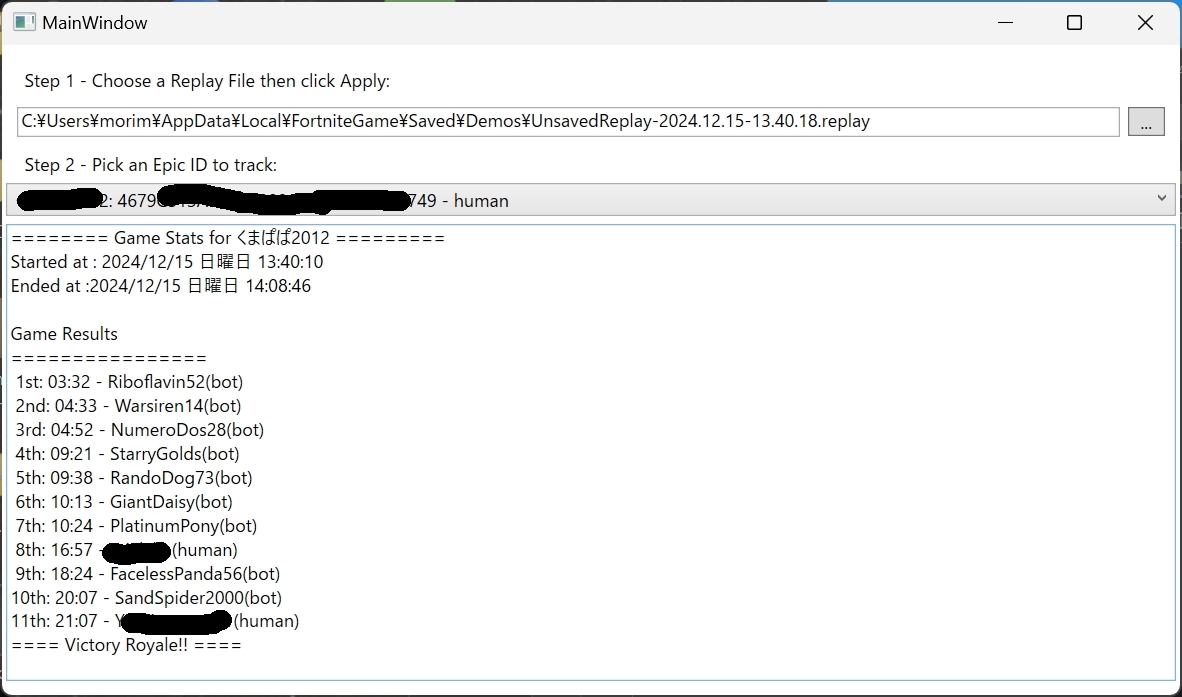 MainWindow
Step 1 - Choose a Replay File then click Apply:
C:¥Users¥morim¥AppData¥Local¥FortniteGame¥Saved¥Demos¥UnsavedReplay-2024.12.15-13.40.18.replay
...
Step 2 - Pick an Epic ID to track:
2: 4679 749 - human
======== Game Stats for くまぱぱ2012 =========
Started at : 2024/12/15 日曜日 13:40:10
Ended at :2024/12/15 日曜日 14:08:46
Game Results
================
1st: 03:32 - Riboflavin52(bot)
2nd: 04:33 - Warsiren14(bot)
3rd: 04:52 - NumeroDos28(bot)
4th: 09:21 - StarryGolds(bot)
5th: 09:38 - RandoDog73(bot)
6th: 10:13 - GiantDaisy(bot)
7th: 10:24 - PlatinumPony(bot)
8th: 16:57 - (human)
9th: 18:24 - FacelessPanda56(bot)
10th: 20:07 - SandSpider2000(bot)
11th: 21:07 - (human)
==== Victory Royale!! ====